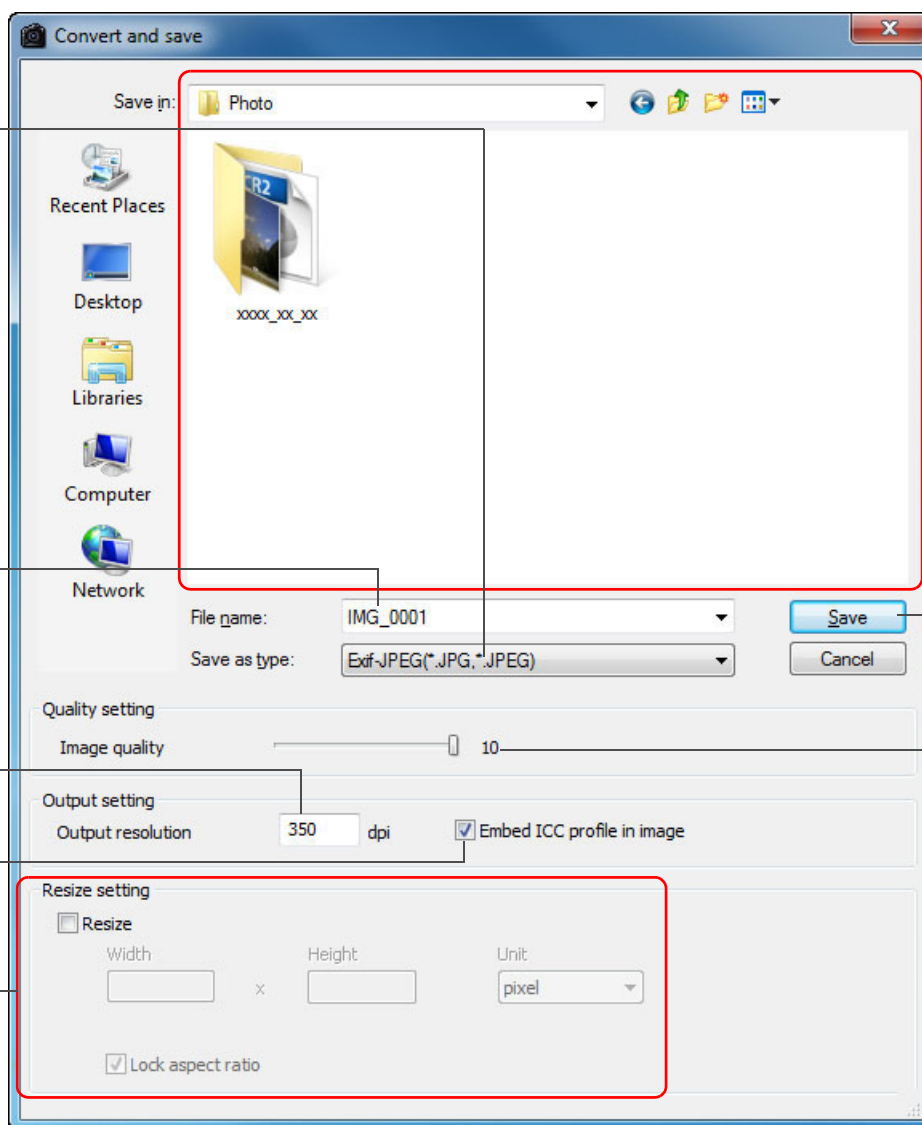 Convert and save
Save in: Photo
CR2
Recent Places
xxxx_xx_xx
Desktop
Libraries
Computer
Network
File name: IMG_0001 Save
Save as type: Exif-JPEG(*.JPG,*.JPEG) Cancel
Quality setting
Image quality 10
Output setting
Output resolution 350 dpi Embed ICC profile in image
Resize setting
Resize
Width Height Unit
x pixel
Lock aspect ratio